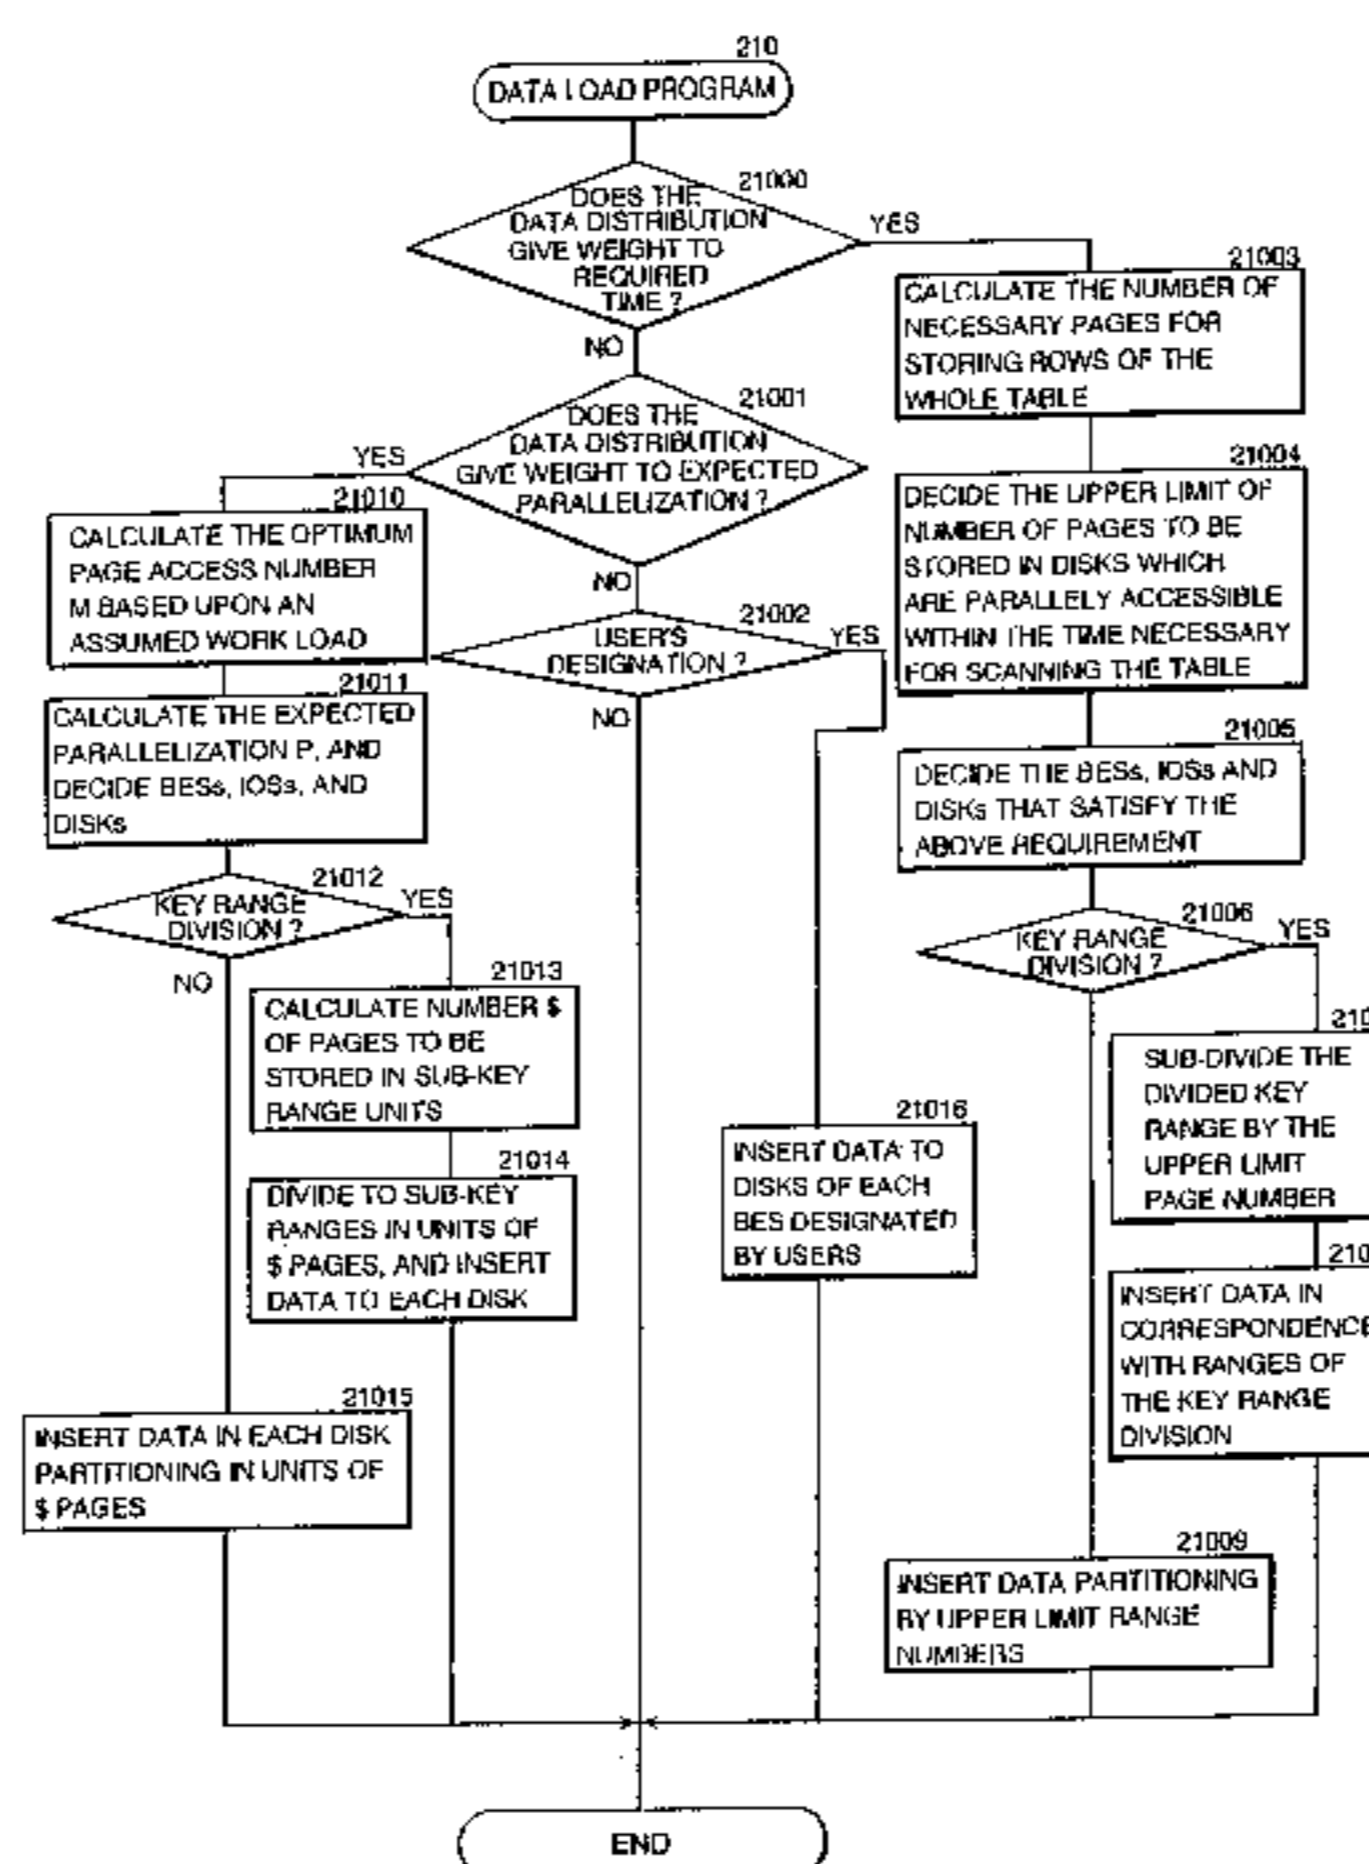 210
DATA LOAD PROGRAM
21000
DOES THE
DATA DISTRIBUTION
GIVE WEIGHT TO
REQUIRED
TIME ?
YES
NO
21003
CALCULATE THE NUMBER OF
NECESSARY PAGES FOR
STORING ROWS OF THE
WHOLE TABLE
21001
DOES THE
DATA DISTRIBUTION
GIVE WEIGHT TO EXPECTED
PARALLELIZATION ?
YES
NO
21004
DECIDE THE UPPER LIMIT OF
NUMBER OF PAGES TO BE
STORED IN DISKS WHICH
ARE PARALLELY ACCESSIBLE
WITHIN THE TIME NECESSARY
FOR SCANNING THE TABLE
21010
CALCULATE THE OPTIMUM
PAGE ACCESS NUMBER
M BASED UPON AN
ASSUMED WORK LOAD
21002
USER'S
DESIGNATION ?
YES
NO
21011
CALCULATE THE EXPECTED
PARALLELIZATION P, AND
DECIDE BESs, IOSs, AND
DISKs
21005
DECIDE THE BESs, IOSs AND
DISKs THAT SATISFY THE
ABOVE REQUIREMENT
21012
KEY RANGE
DIVISION ?
YES
NO
21006
KEY RANGE
DIVISION ?
YES
21013
CALCULATE NUMBER $
OF PAGES TO BE
STORED IN SUB-KEY
RANGE UNITS
210
SUB-DIVIDE THE
DIVIDED KEY
RANGE BY THE
UPPER LIMIT
PAGE NUMBER
21016
INSERT DATA TO
DISKS OF EACH
BES DESIGNATED
BY USERS
21014
DIVIDE TO SUB-KEY
RANGES IN UNITS OF
$ PAGES, AND INSERT
DATA TO EACH DISK
210
INSERT DATA IN
CORRESPONDENCE
WITH RANGES OF
THE KEY RANGE
DIVISION
21015
INSERT DATA IN EACH DISK
PARTITIONING IN UNITS OF
$ PAGES
21009
INSERT DATA PARTITIONING
BY UPPER LIMIT RANGE
NUMBERS
END